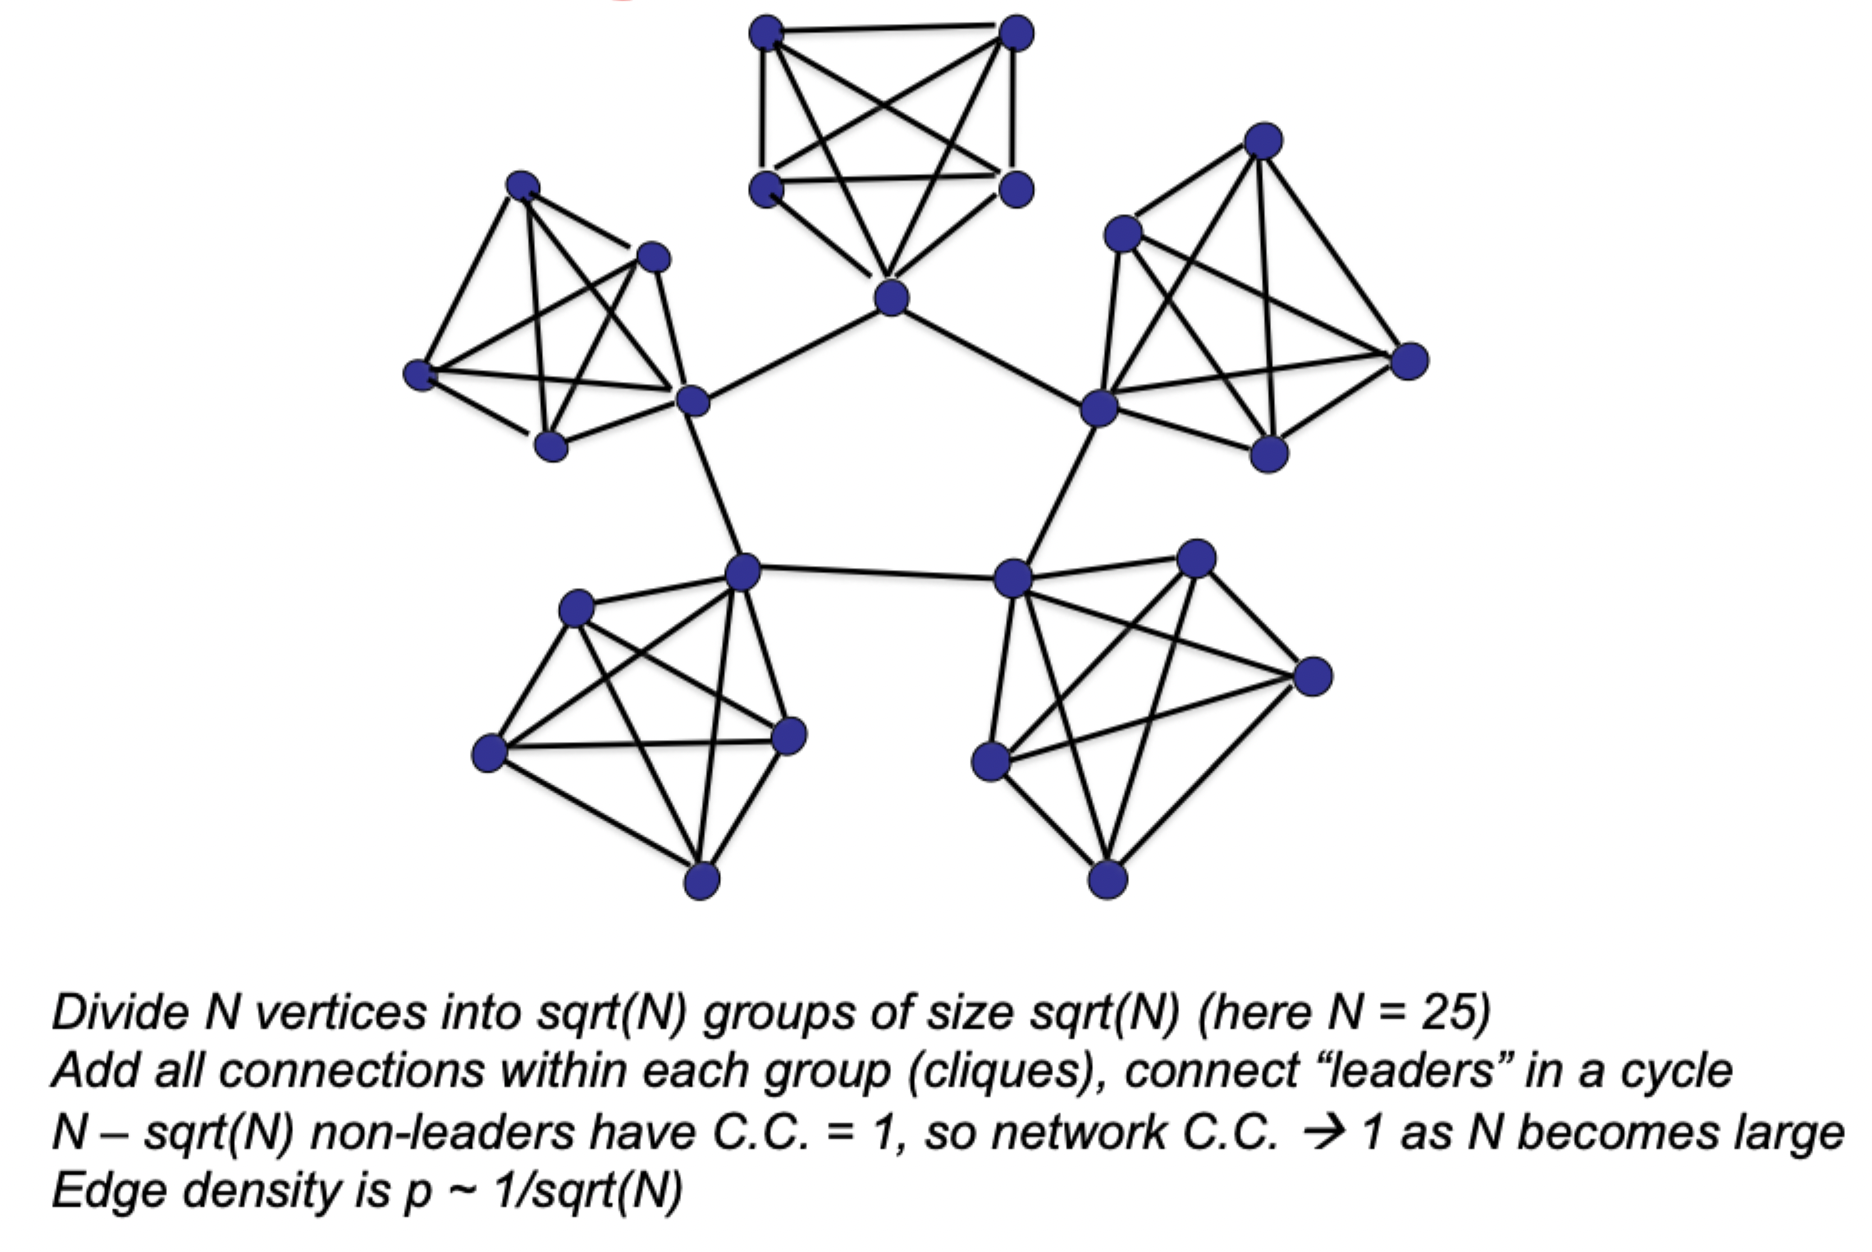 Divide N vertices into sqrt(N) groups of size sqrt(N) (here N = 25)
Add all connections within each group (cliques), connect “leaders” in a cycle
N – sqrt(N) non-leaders have C.C. = 1, so network C.C. → 1 as N becomes large
Edge density is p ~ 1/sqrt(N)